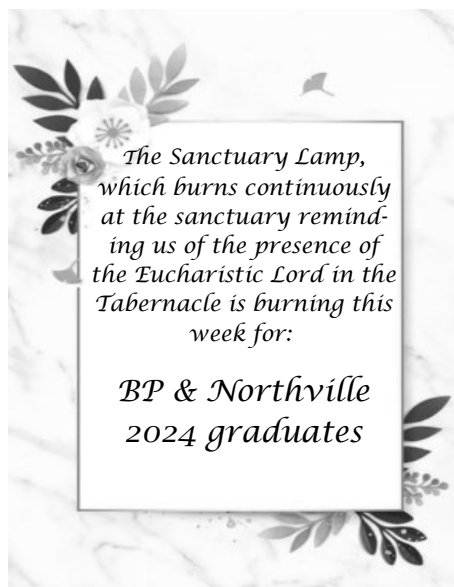 The Sanctuary Lamp,
which burns continuously
at the sanctuary remind-
ing us of the presence of
the Eucharistic Lord in the
Tabernacle is burning this
week for:
BP & Northville
2024 graduates